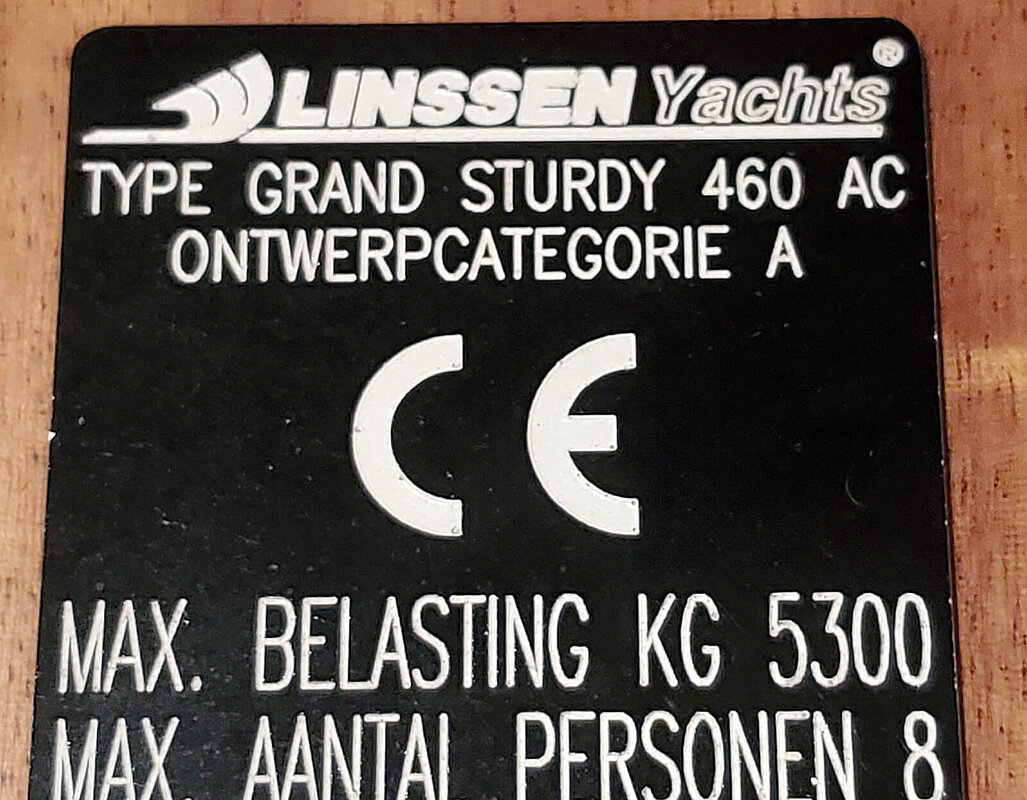 LINSSEN Yachts®
TYPE GRAND STURDY 460 AC
ONTWERPCATEGORIE A
CE
MAX. BELASTING KG 5300
MAX. AANTAL PERSONEN 8